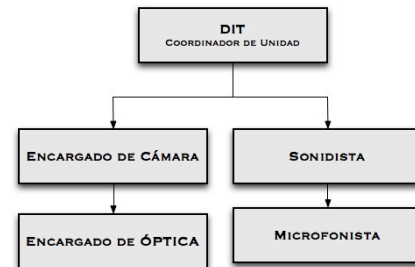 DIT
COORDINADOR DE UNIDAD
ENCARGADO DE CÁMARA
SONIDISTA
ENCARGADO DE ÓPTICA
MICROFONISTA